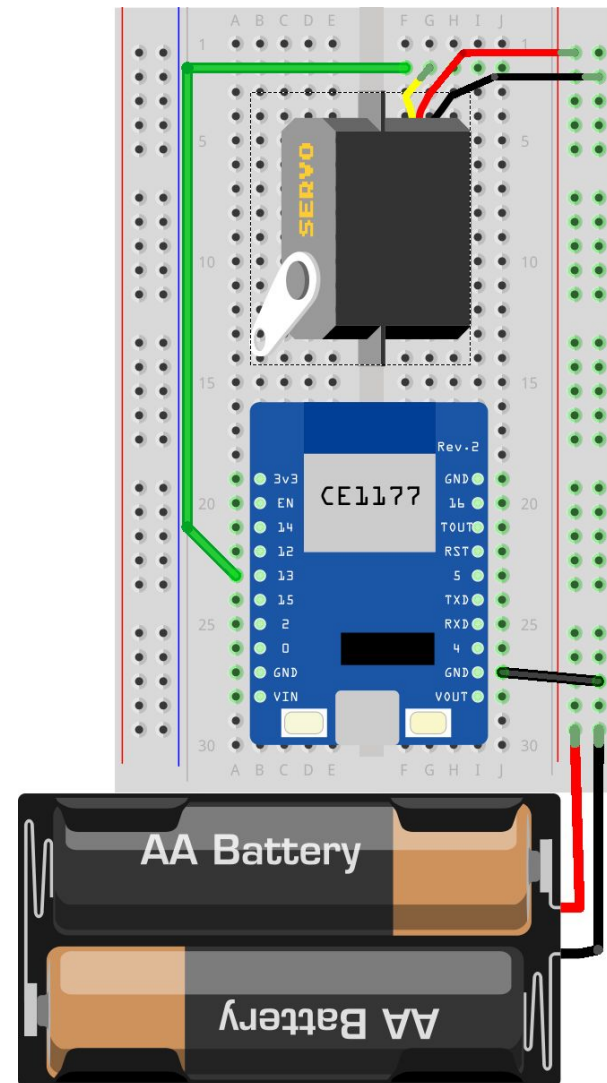 A B C D E F G H I J
1 1
5 5
SERVO
10 10
15 15
Rev.2
3v3 GND
CE1177
20 EN 16 20
14 TOUT
12 RST
13 5
15 TXD
25 2 RXD 25
0 4
GND GND
VIN VOUT
30 30
A B C D E F G H I J
AA Battery
AA Battery